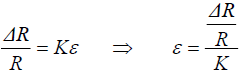 ΔR/R = Kε ⇒ ε = (ΔR/R)/K